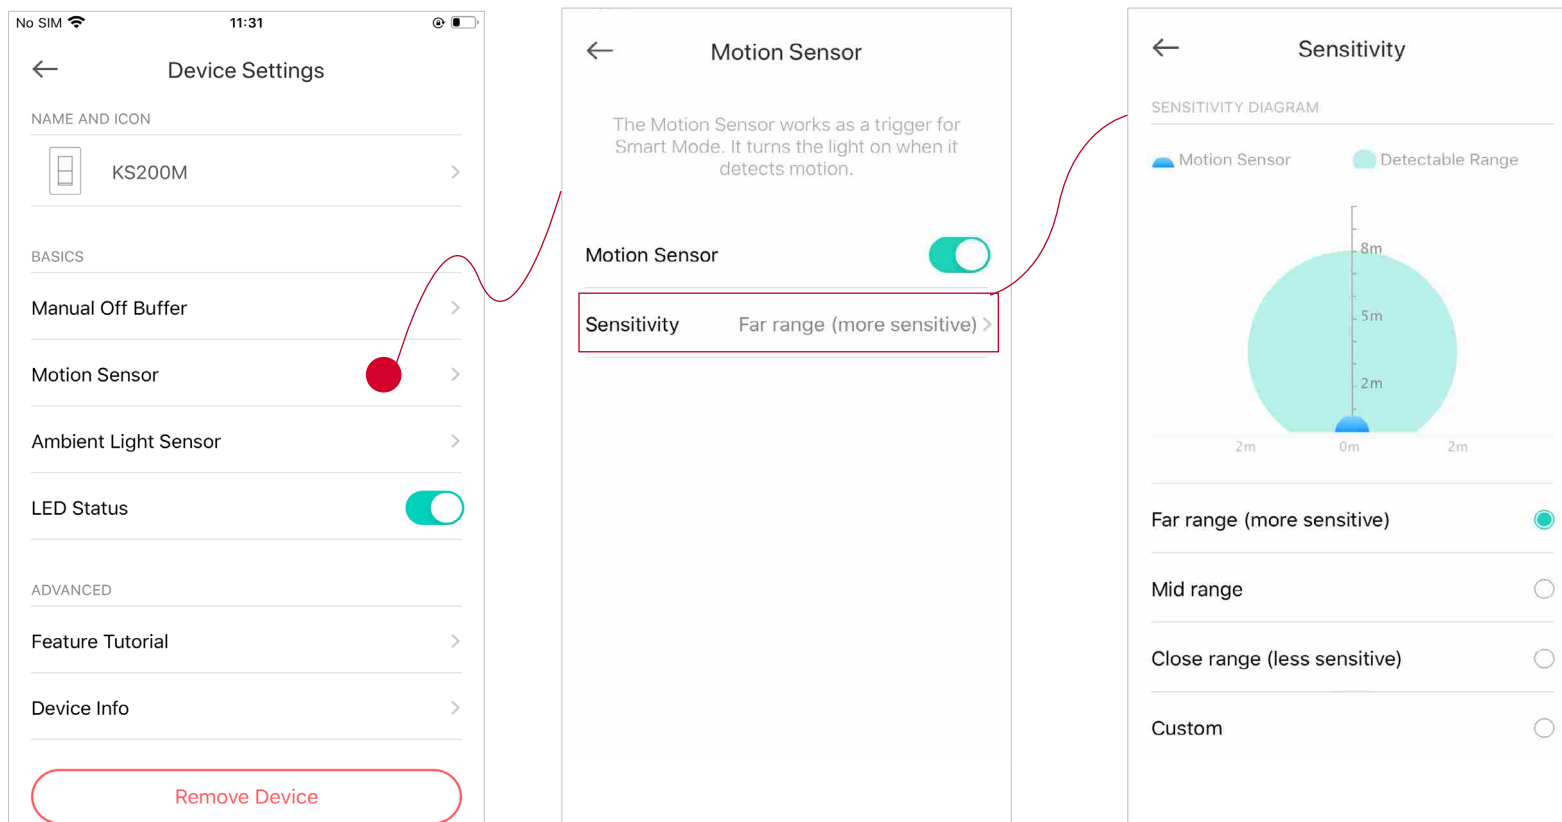 No SIM
11:31
Device Settings
NAME AND ICON
KS200M
BASICS
Manual Off Buffer
Motion Sensor
Ambient Light Sensor
LED Status
ADVANCED
Feature Tutorial
Device Info
Remove Device
Motion Sensor
The Motion Sensor works as a trigger for
Smart Mode. It turns the light on when it
detects motion.
Motion Sensor
Sensitivity Far range (more sensitive)
Sensitivity
SENSITIVITY DIAGRAM
Motion Sensor Detectable Range
8m
5m
2m
2m 0m 2m
Far range (more sensitive)
Mid range
Close range (less sensitive)
Custom